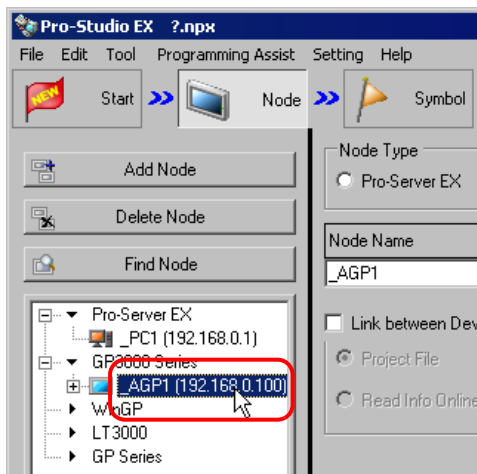 Pro-Studio EX ?.npx
File Edit Tool Programming Assist Setting Help
NEW Start Node Symbol
Add Node
Delete Node
Find Node
Pro-Server EX
_PC1 (192.168.0.1)
GP3000 Series
_AGP1 (192.168.0.100)
WinGP
LT3000
GP Series
Node Type
Pro-Server EX
Node Name
_AGP1
Link between Dev
Project File
Read Info Online